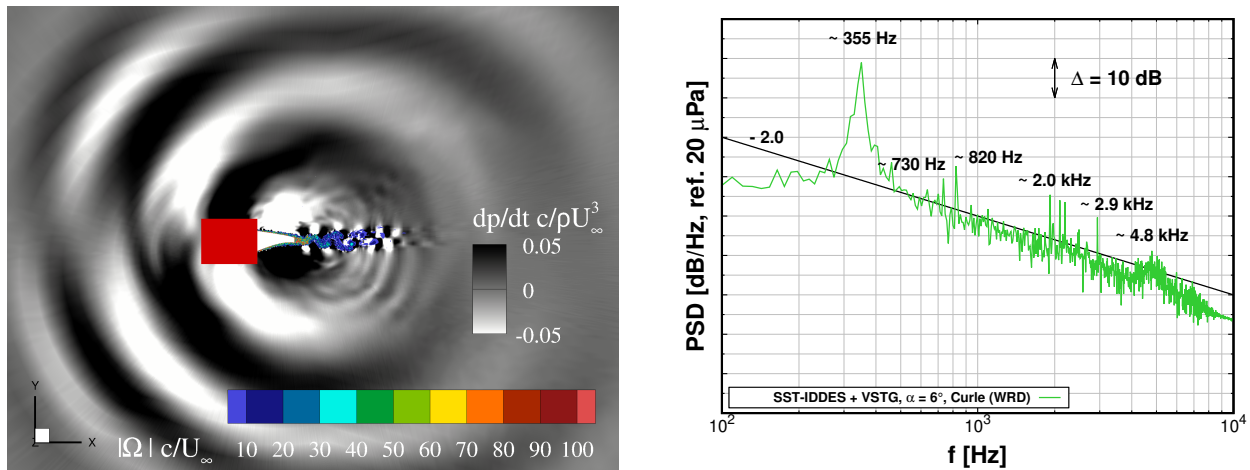 dp/dt c/ρU³∞
0.05
0
-0.05
Y
Z
X
|Ω| c/U∞
10 20 30 40 50 60 70 80 90 100
PSD [dB/Hz, ref. 20 µPa]
~ 355 Hz
Δ = 10 dB
- 2.0
~ 730 Hz
~ 820 Hz
~ 2.0 kHz
~ 2.9 kHz
~ 4.8 kHz
SST-IDDES + VSTG, α = 6°, Curle (WRD)
10² 10³ 10⁴
f [Hz]